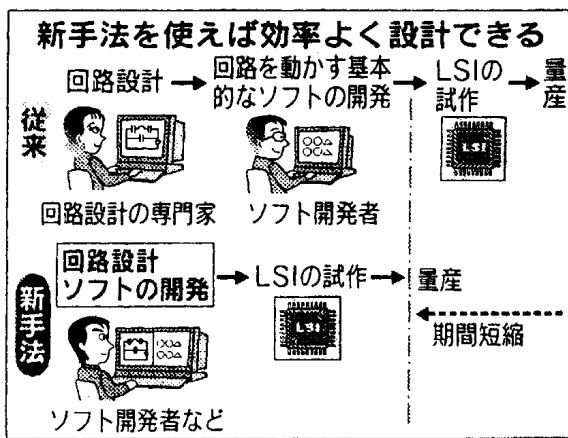 新手法を使えば効率よく設計できる
従来
回路設計
回路を動かす基本
的なソフトの開発
LSIの
試作
量
産
LSI
回路設計の専門家
ソフト開発者
新手法
回路設計
ソフトの開発
LSIの試作
量産
LSI
期間短縮
ソフト開発者など